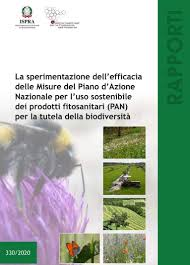 ISPRA
La sperimentazione dell'efficacia
delle Misure del Piano d'Azione
Nazionale per l'uso sostenibile
dei prodotti fitosanitari (PAN)
per la tutela della biodiversità
RAPPORTI
330/2020